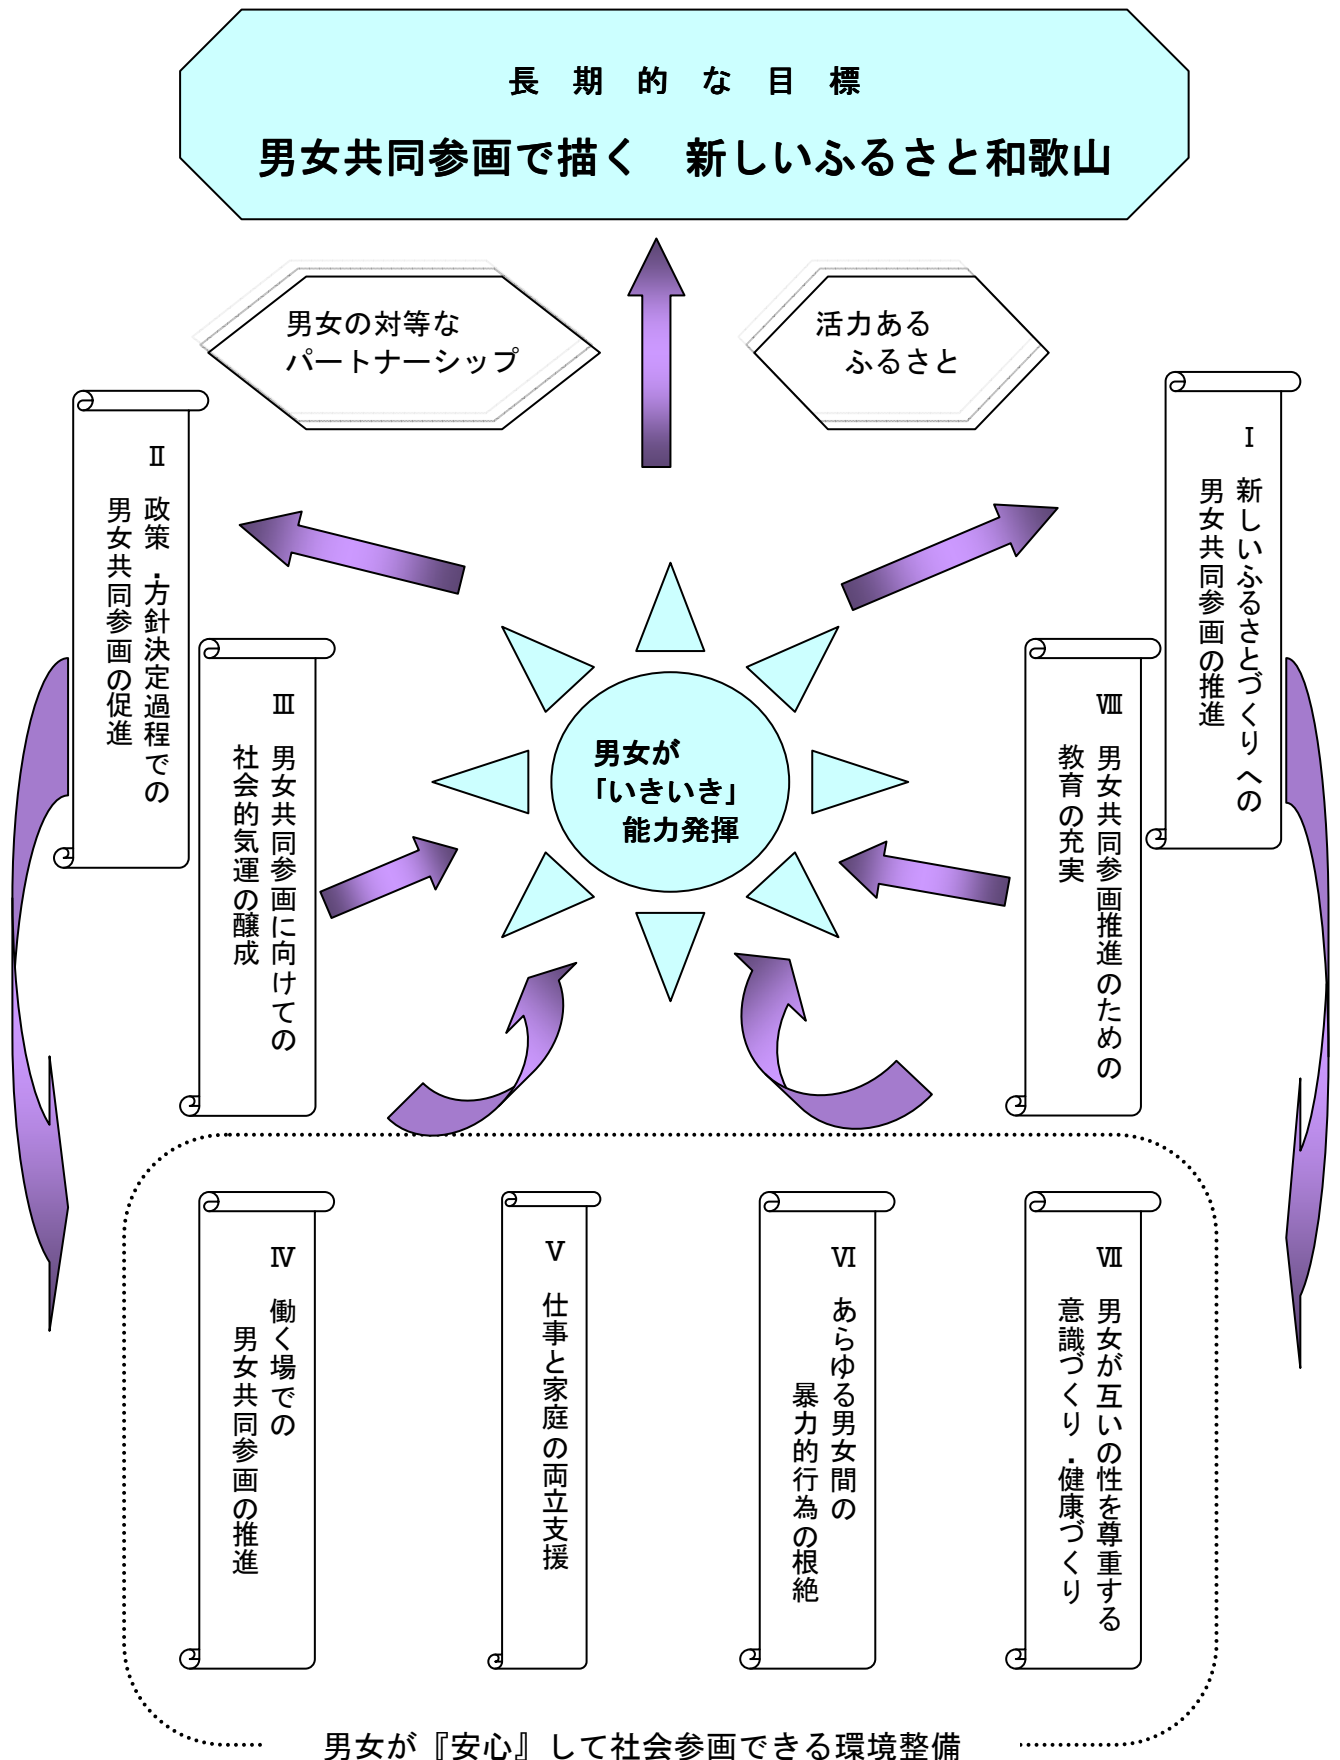 長期的な目標
男女共同参画で描く　新しいふるさと和歌山
男女の対等な
パートナーシップ
活力ある
ふるさと
Ⅰ　新しいふるさとづくりへの
男女共同参画の推進
Ⅱ　政策・方針決定過程での
男女共同参画の促進
Ⅷ　男女共同参画推進のための
教育の充実
男女が
「いきいき」
能力発揮
Ⅲ　男女共同参画に向けての
社会的気運の醸成
Ⅶ　男女が互いの性を尊重する
意識づくり・健康づくり
Ⅵ　あらゆる男女間の
暴力的行為の根絶
Ⅴ　仕事と家庭の両立支援
Ⅳ　働く場での
男女共同参画の推進
男女が『安心』して社会参画できる環境整備